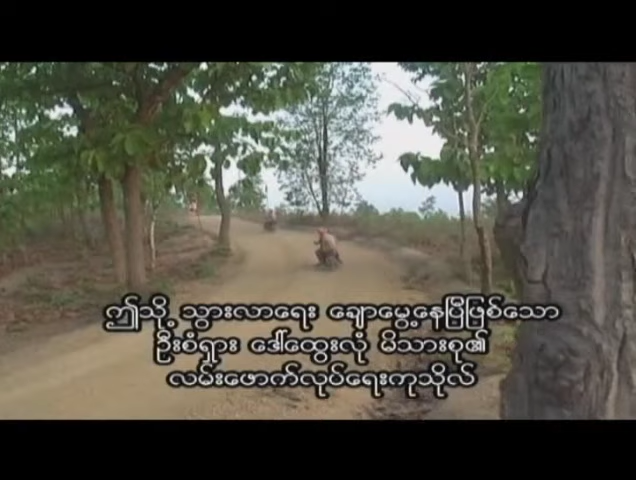 ဤသို့ သွားလာရေး ချောမွေ့နေပြီဖြစ်သော
ဦးစံရှား ဒေါ်ထွေးလုံ မိသားစု၏
လမ်းဖောက်လုပ်ရေးကုသိုလ်